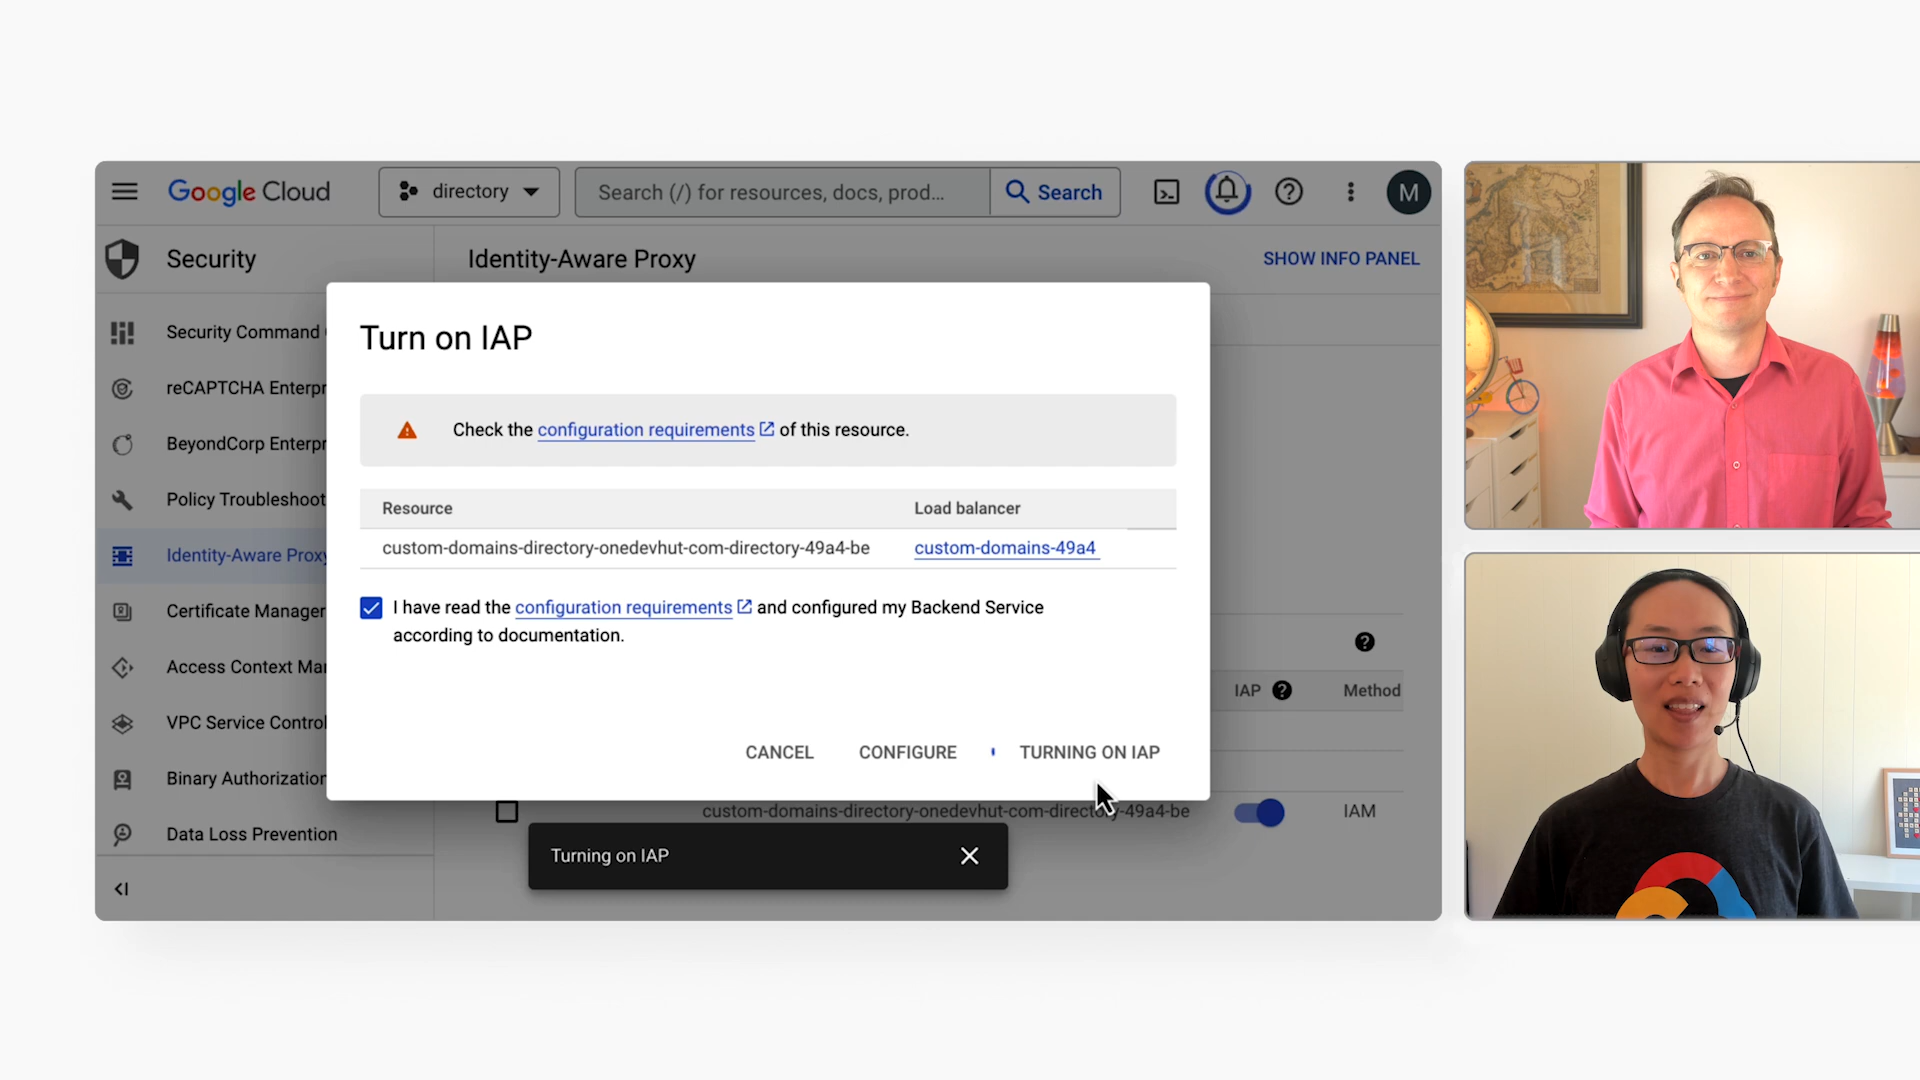 Google Cloud
directory
Search (/) for resources, docs, prod...
Search
M
Security
Identity-Aware Proxy
SHOW INFO PANEL
Security Command
reCAPTCHA Enterpr
BeyondCorp Enterpr
Policy Troubleshoot
Identity-Aware Proxy
Certificate Manager
Access Context Ma
VPC Service Control
Binary Authorization
Data Loss Prevention
Turn on IAP
Check the configuration requirements of this resource.
Resource Load balancer
custom-domains-directory-onedevhut-com-directory-49a4-be custom-domains-49a4
I have read the configuration requirements and configured my Backend Service
according to documentation.
CANCEL CONFIGURE TURNING ON IAP
IAP Method
custom-domains-directory-onedevhut-com-directory-49a4-be IAM
Turning on IAP